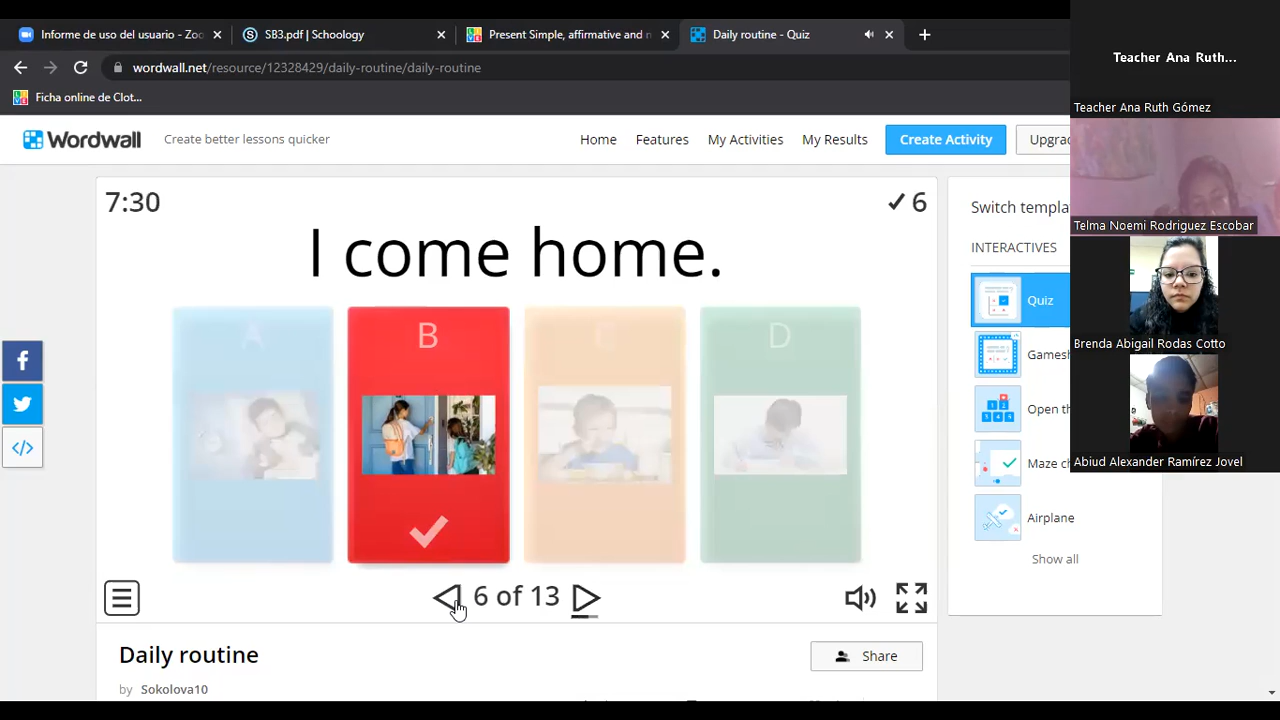 Informe de uso del usuario - Zoo
SB3.pdf | Schoology
Present Simple, affirmative and n
Daily routine - Quiz
wordwall.net/resource/12328429/daily-routine/daily-routine
Ficha online de Clot...
Wordwall
Create better lessons quicker
Home
Features
My Activities
My Results
Create Activity
Upgra
7:30
6
I come home.
A
B
C
D
6 of 13
Daily routine
by Sokolova10
Share
Switch templa
INTERACTIVES
Quiz
Gamesh
Open th
Maze ch
Airplane
Show all
Teacher Ana Ruth...
Teacher Ana Ruth Gómez
Telma Noemi Rodriguez Escobar
Brenda Abigail Rodas Cotto
Abiud Alexander Ramírez Jovel